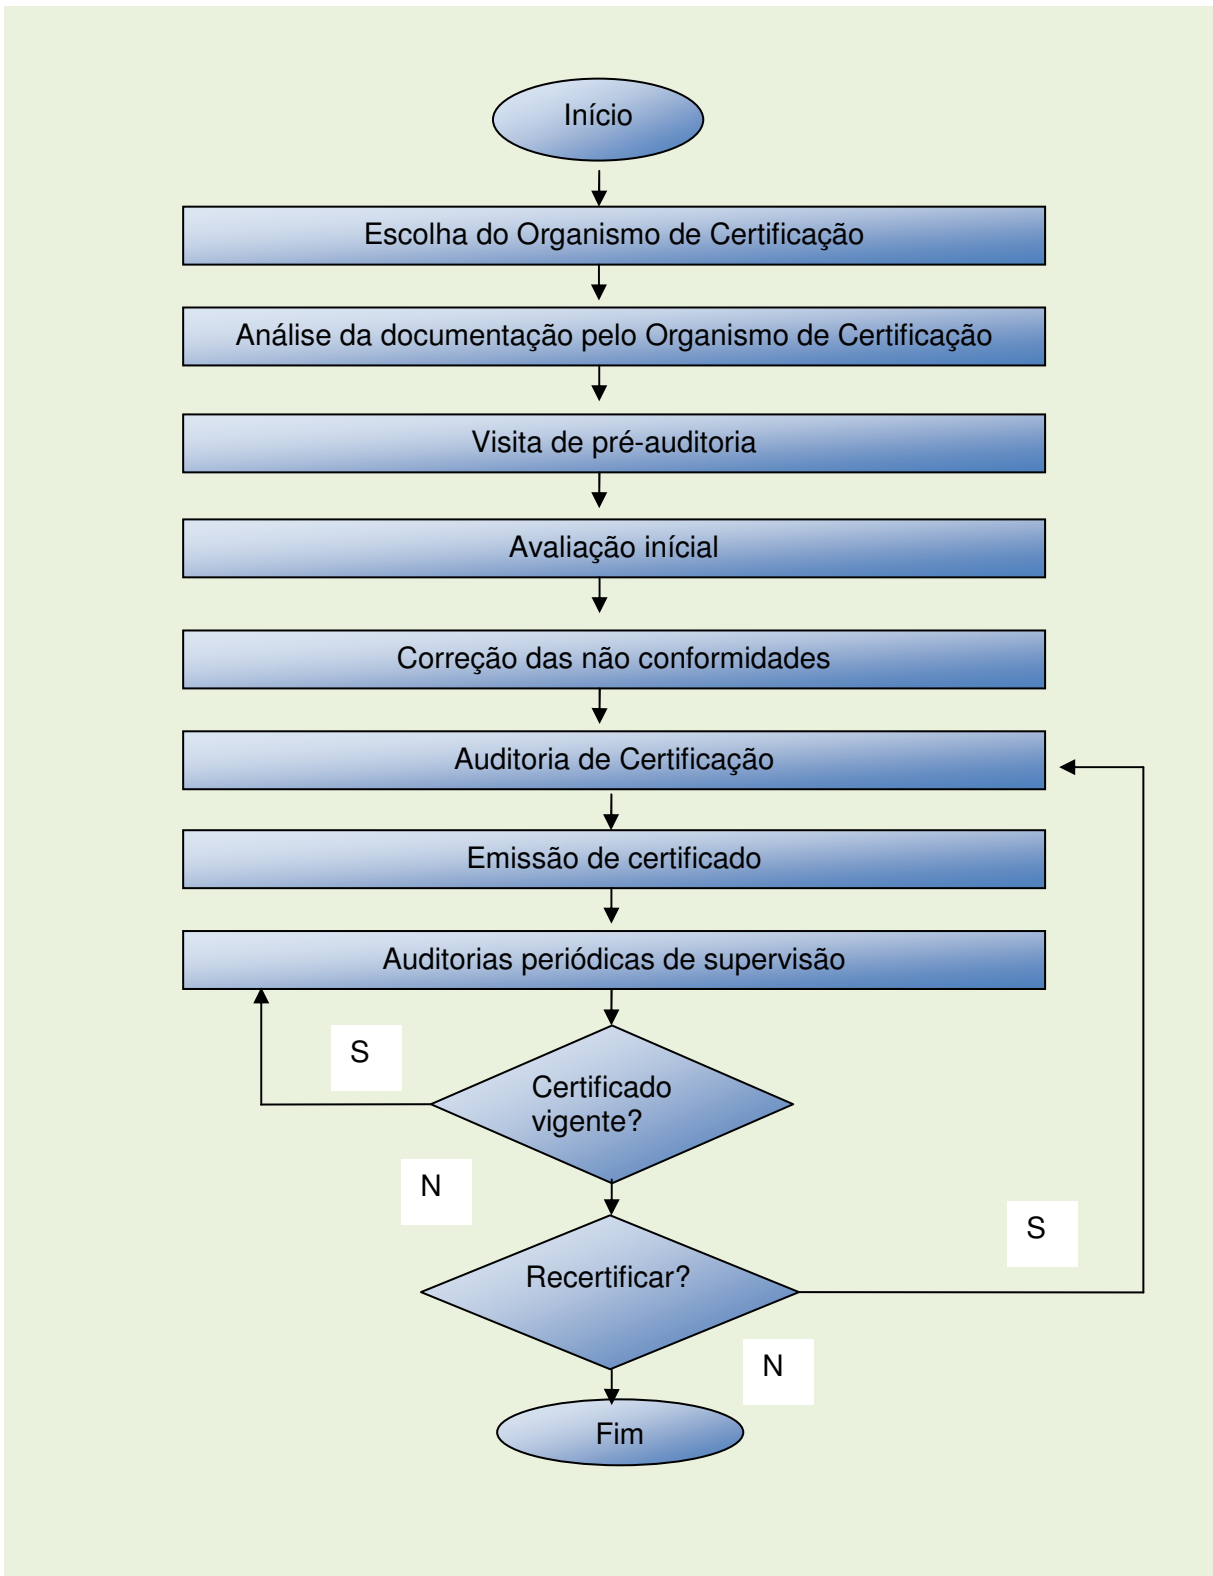 Início
Escolha do Organismo de Certificação
Análise da documentação pelo Organismo de Certificação
Visita de pré-auditoria
Avaliação inícial
Correção das não conformidades
Auditoria de Certificação
Emissão de certificado
Auditorias periódicas de supervisão
S
Certificado
vigente?
N
S
Recertificar?
N
Fim